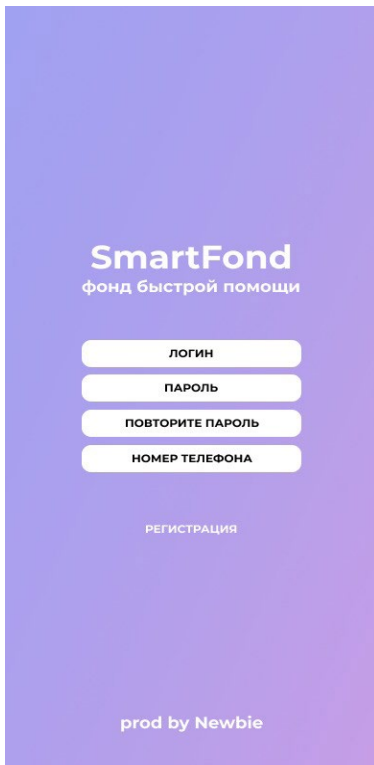 SmartFond
фонд быстрой помощи
ЛОГИН
ПАРОЛЬ
ПОВТОРИТЕ ПАРОЛЬ
НОМЕР ТЕЛЕФОНА
РЕГИСТРАЦИЯ
prod by Newbie